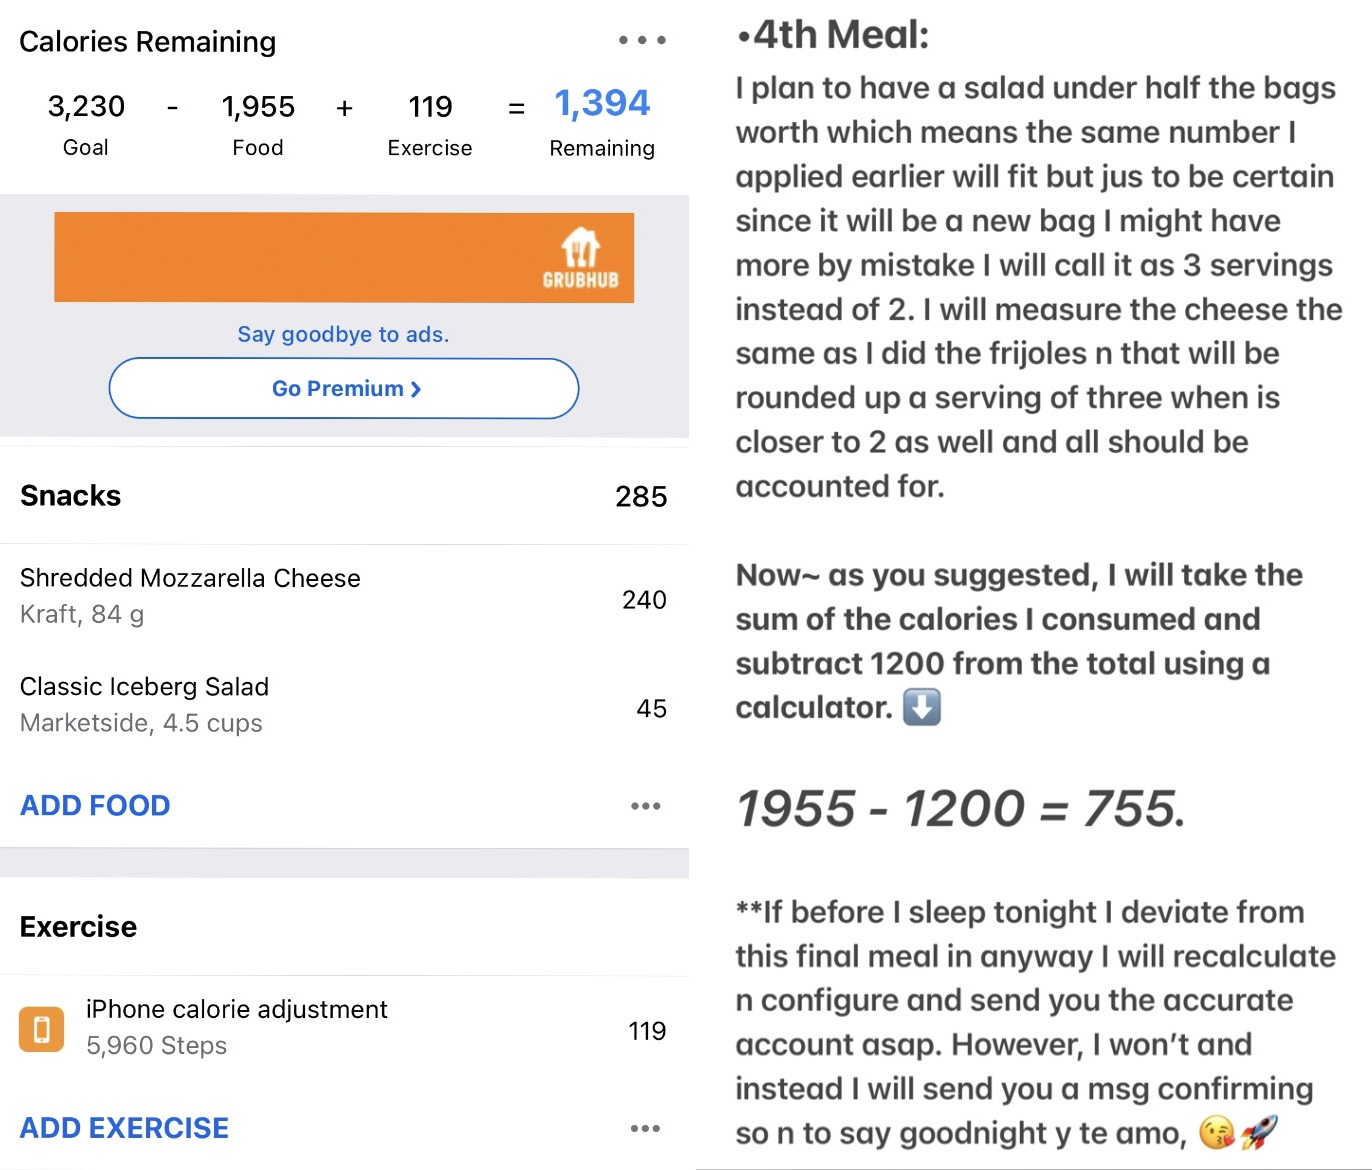 Calories Remaining
3,230 - 1,955 + 119 = 1,394
Goal Food Exercise Remaining
GRUBHUB
Say goodbye to ads.
Go Premium >
Snacks 285
Shredded Mozzarella Cheese 240
Kraft, 84 g
Classic Iceberg Salad 45
Marketside, 4.5 cups
ADD FOOD
Exercise
iPhone calorie adjustment 119
5,960 Steps
ADD EXERCISE
•4th Meal:
I plan to have a salad under half the bags
worth which means the same number I
applied earlier will fit but jus to be certain
since it will be a new bag I might have
more by mistake I will call it as 3 servings
instead of 2. I will measure the cheese the
same as I did the frijoles n that will be
rounded up a serving of three when is
closer to 2 as well and all should be
accounted for.
Now~ as you suggested, I will take the
sum of the calories I consumed and
subtract 1200 from the total using a
calculator. ⬇️
1955 - 1200 = 755.
**If before I sleep tonight I deviate from
this final meal in anyway I will recalculate
n configure and send you the accurate
account asap. However, I won’t and
instead I will send you a msg confirming
so n to say goodnight y te amo, 😘🚀